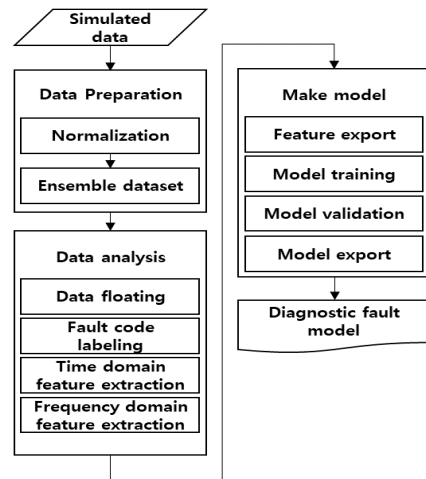 Simulated
data
Data Preparation
Normalization
Ensemble dataset
Data analysis
Data floating
Fault code
labeling
Time domain
feature extraction
Frequency domain
feature extraction
Make model
Feature export
Model training
Model validation
Model export
Diagnostic fault
model